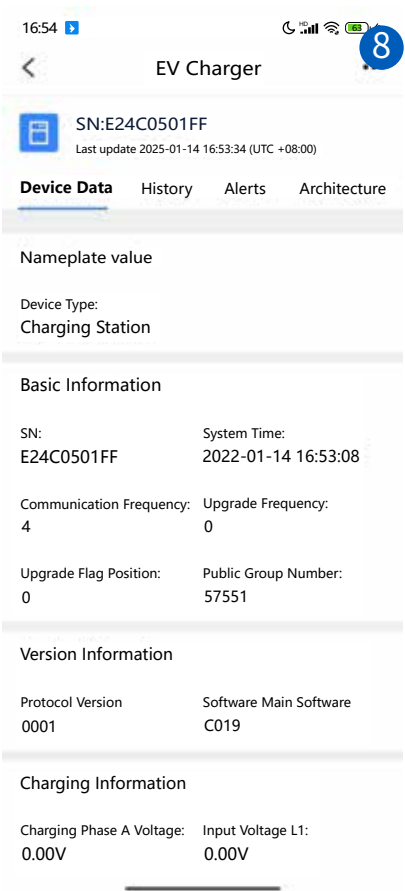 16:54 HD 63
8
EV Charger
SN:E24C0501FF
Last update 2025-01-14 16:53:34 (UTC +08:00)
Device Data History Alerts Architecture
Nameplate value
Device Type:
Charging Station
Basic Information
SN: System Time:
E24C0501FF 2022-01-14 16:53:08
Communication Frequency: Upgrade Frequency:
4 0
Upgrade Flag Position: Public Group Number:
0 57551
Version Information
Protocol Version Software Main Software
0001 C019
Charging Information
Charging Phase A Voltage: Input Voltage L1:
0.00V 0.00V